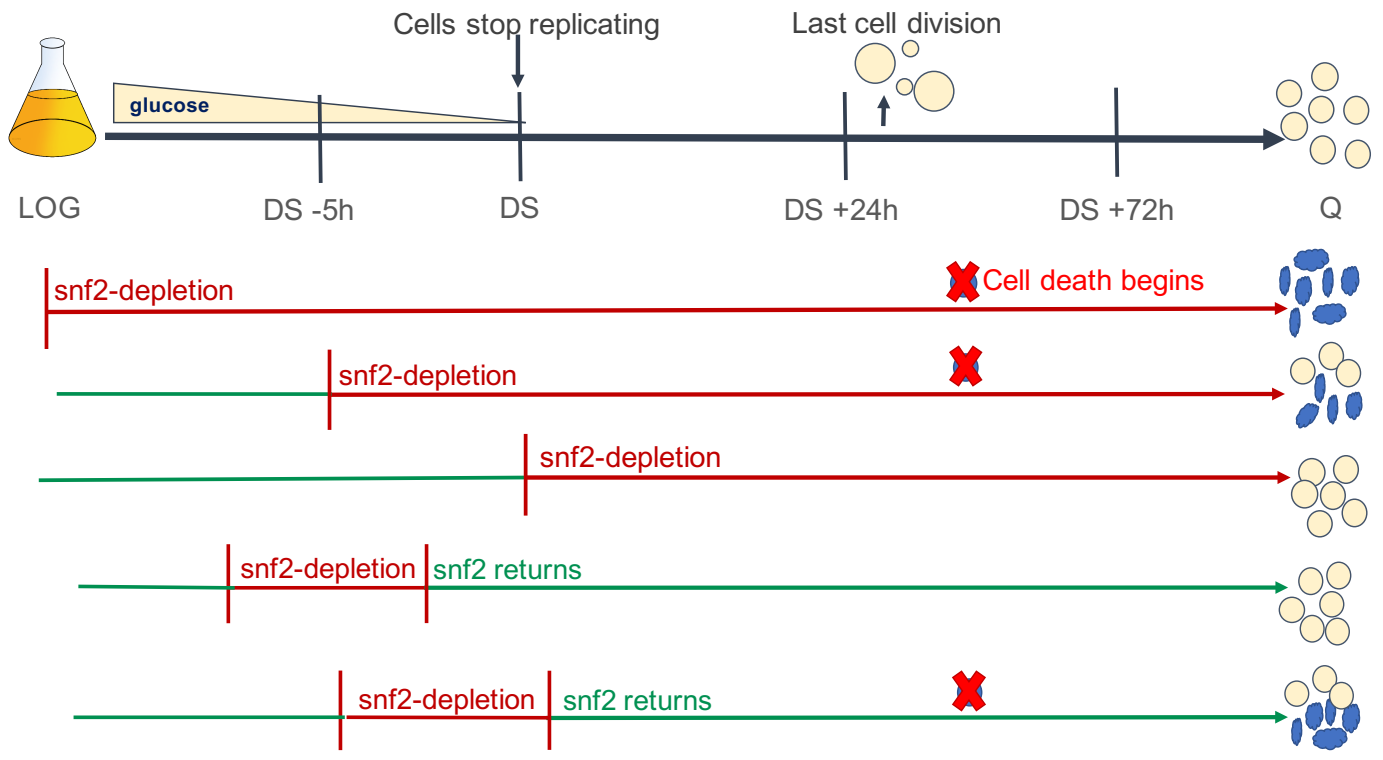 Cells stop replicating
Last cell division
glucose
LOG
DS -5h
DS
DS +24h
DS +72h
Q
snf2-depletion
Cell death begins
snf2-depletion
snf2-depletion
snf2-depletion
snf2 returns
snf2-depletion
snf2 returns